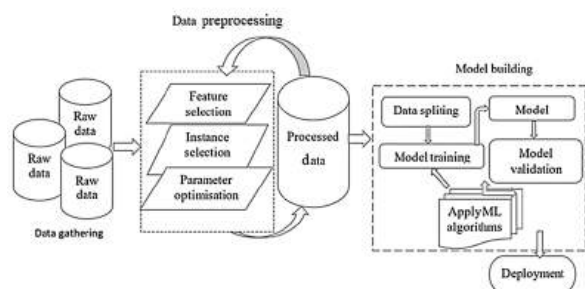 Data preprocessing
Raw
data
Raw
data
Raw
data
Data gathering
Feature
selection
Instance
selection
Parameter
optimisation
Processed
data
Model building
Data spliting
Model
Model training
Model
validation
ApplyML
algorithms
Deployment